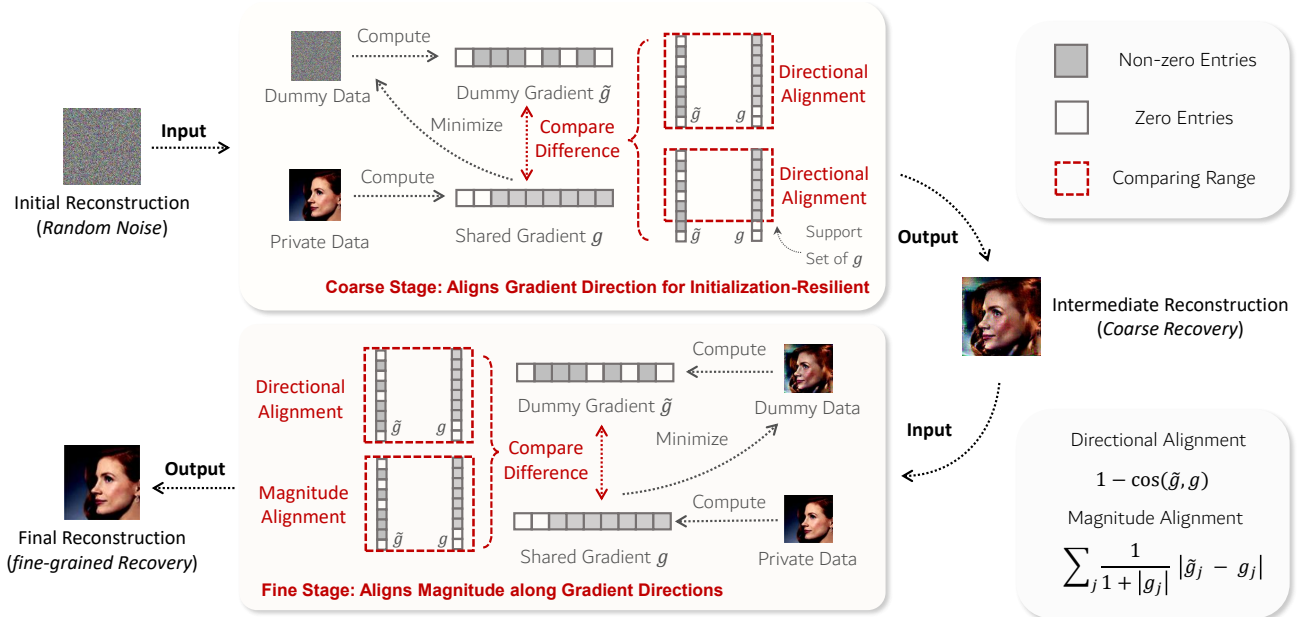 Initial Reconstruction
(Random Noise)
Input
Compute
Dummy Data
Dummy Gradient g̃
Minimize
Compare
Difference
Compute
Private Data
Shared Gradient g
g̃
g
Directional
Alignment
g̃
g
Directional
Alignment
Support
Set of g
Coarse Stage: Aligns Gradient Direction for Initialization-Resilient
Output
Non-zero Entries
Zero Entries
Comparing Range
Intermediate Reconstruction
(Coarse Recovery)
Input
Directional
Alignment
g̃
g
Magnitude
Alignment
g̃
g
Compute
Dummy Gradient g̃
Dummy Data
Minimize
Compare
Difference
Compute
Shared Gradient g
Private Data
Fine Stage: Aligns Magnitude along Gradient Directions
Output
Final Reconstruction
(fine-grained Recovery)
Directional Alignment
1 − cos(g̃, g)
Magnitude Alignment
∑_j 1/(1 + |g_j|) |g̃_j − g_j|